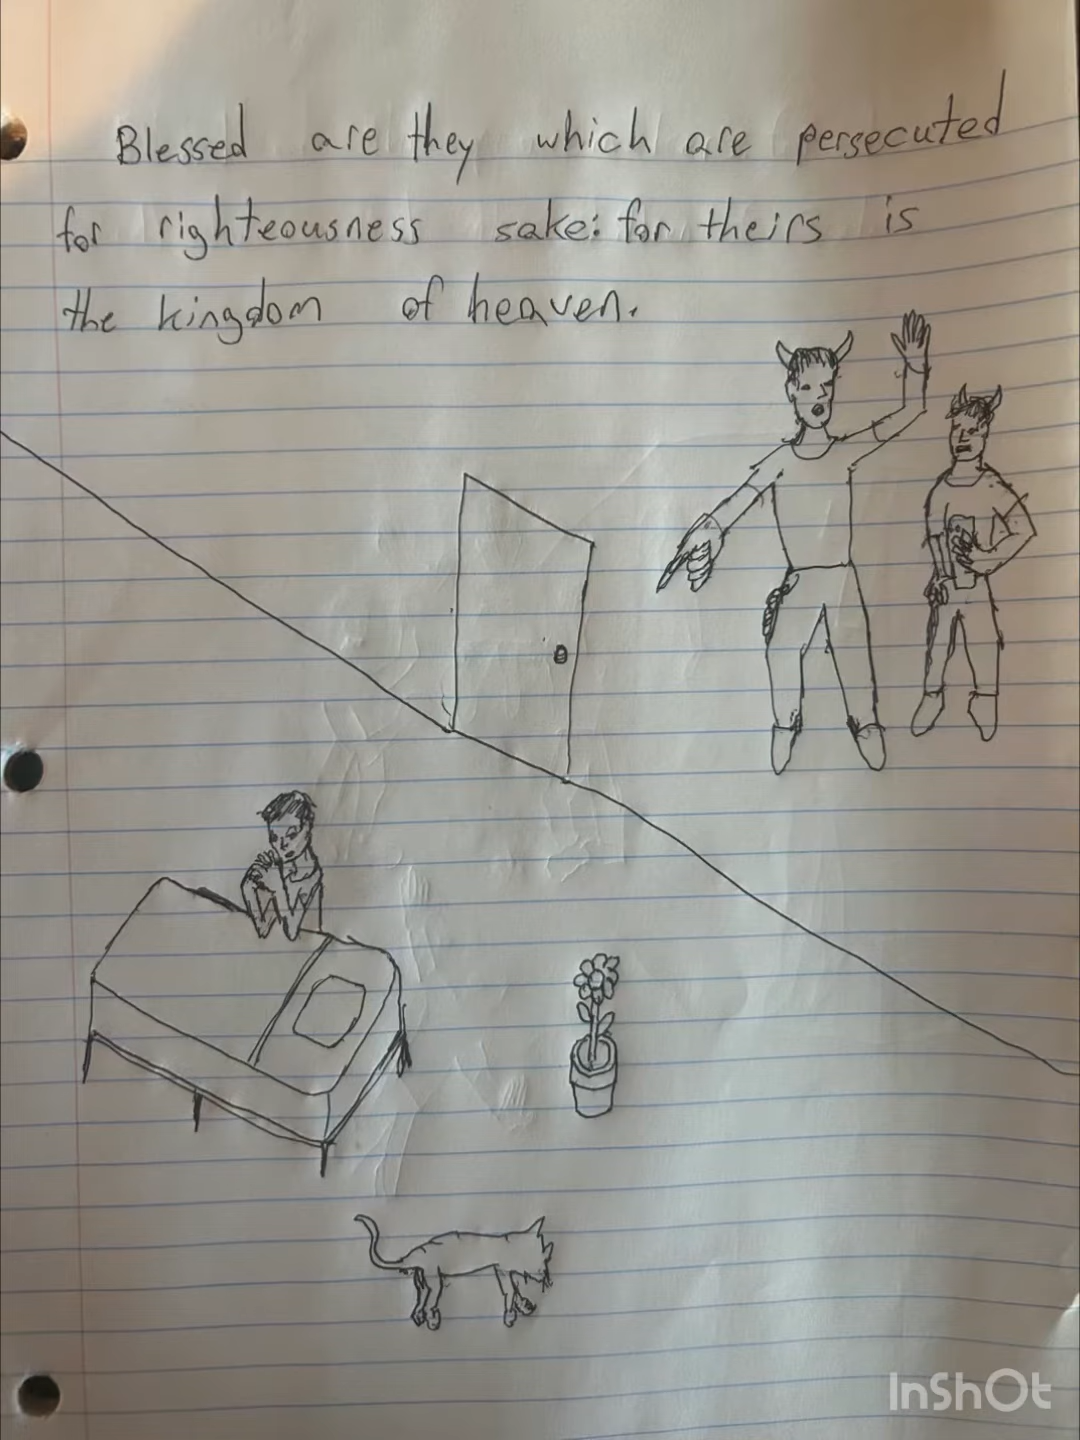 Blessed are they which are persecuted
for righteousness sake: for theirs is
the kingdom of heaven.
InShOt